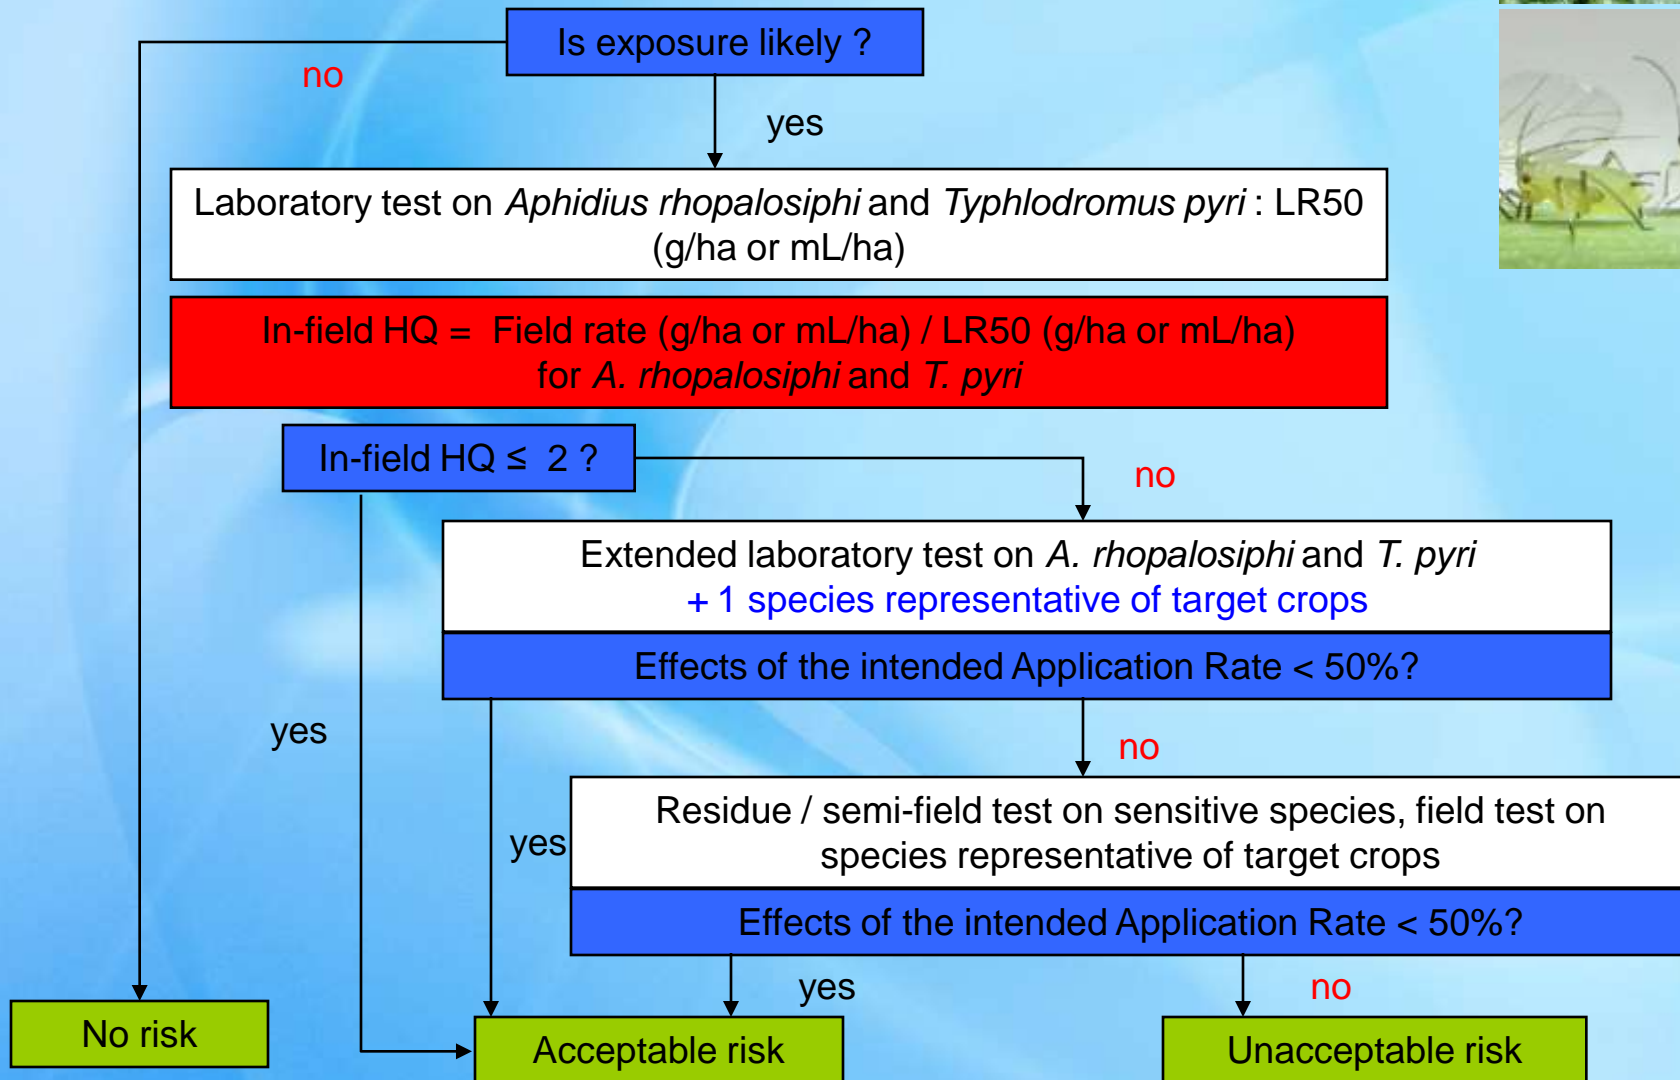 Is exposure likely ?
no
yes
Laboratory test on Aphidius rhopalosiphi and Typhlodromus pyri : LR50
(g/ha or mL/ha)
In-field HQ = Field rate (g/ha or mL/ha) / LR50 (g/ha or mL/ha)
for A. rhopalosiphi and T. pyri
In-field HQ ≤ 2 ?
no
Extended laboratory test on A. rhopalosiphi and T. pyri
+ 1 species representative of target crops
Effects of the intended Application Rate < 50%?
yes
no
Residue / semi-field test on sensitive species, field test on
species representative of target crops
yes
Effects of the intended Application Rate < 50%?
yes
no
No risk
Acceptable risk
Unacceptable risk